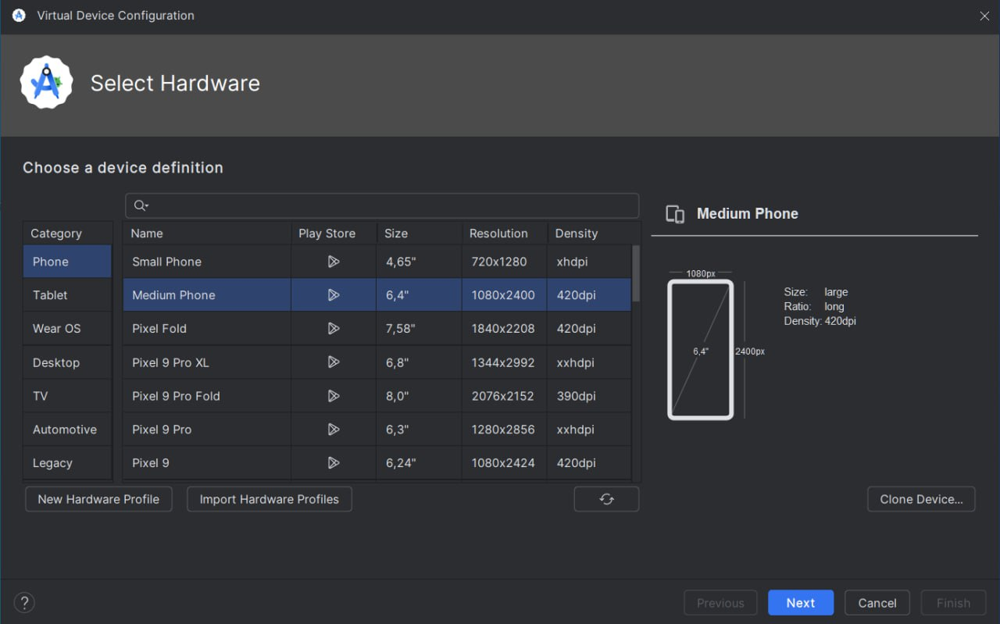 Virtual Device Configuration
Select Hardware
Choose a device definition
Category
Phone
Tablet
Wear OS
Desktop
TV
Automotive
Legacy
Name Play Store Size Resolution Density
Small Phone 4,65" 720x1280 xhdpi
Medium Phone 6,4" 1080x2400 420dpi
Pixel Fold 7,58" 1840x2208 420dpi
Pixel 9 Pro XL 6,8" 1344x2992 xxhdpi
Pixel 9 Pro Fold 8,0" 2076x2152 390dpi
Pixel 9 Pro 6,3" 1280x2856 xxhdpi
Pixel 9 6,24" 1080x2424 420dpi
New Hardware Profile Import Hardware Profiles
Medium Phone
1080px
6,4"
2400px
Size: large
Ratio: long
Density: 420dpi
Clone Device...
? Previous Next Cancel Finish